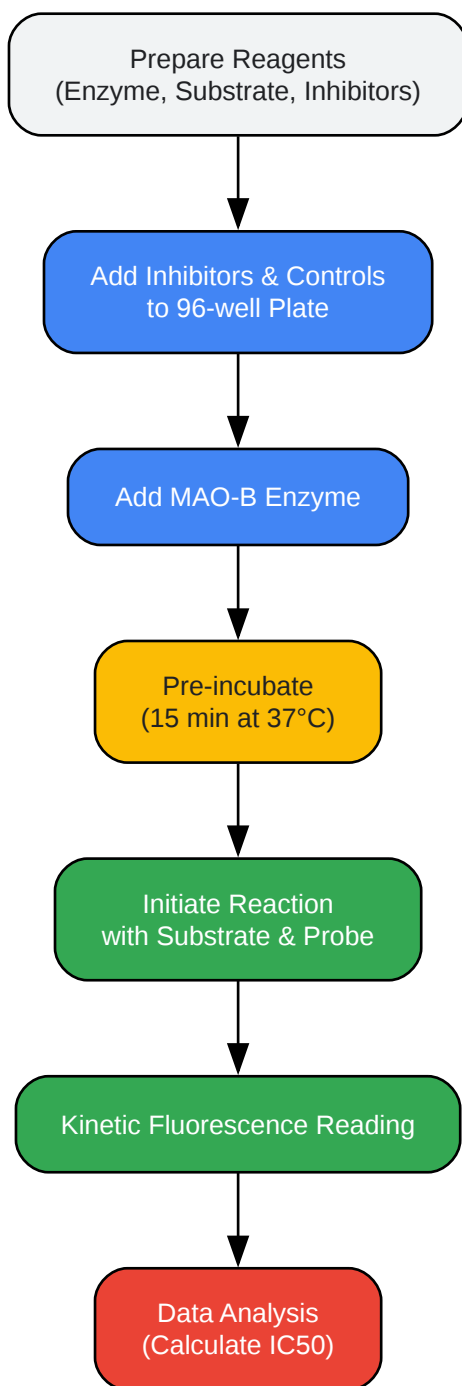 Prepare Reagents
(Enzyme, Substrate, Inhibitors)
Add Inhibitors & Controls
to 96-well Plate
Add MAO-B Enzyme
Pre-incubate
(15 min at 37°C)
Initiate Reaction
with Substrate & Probe
Kinetic Fluorescence Reading
Data Analysis
(Calculate IC50)